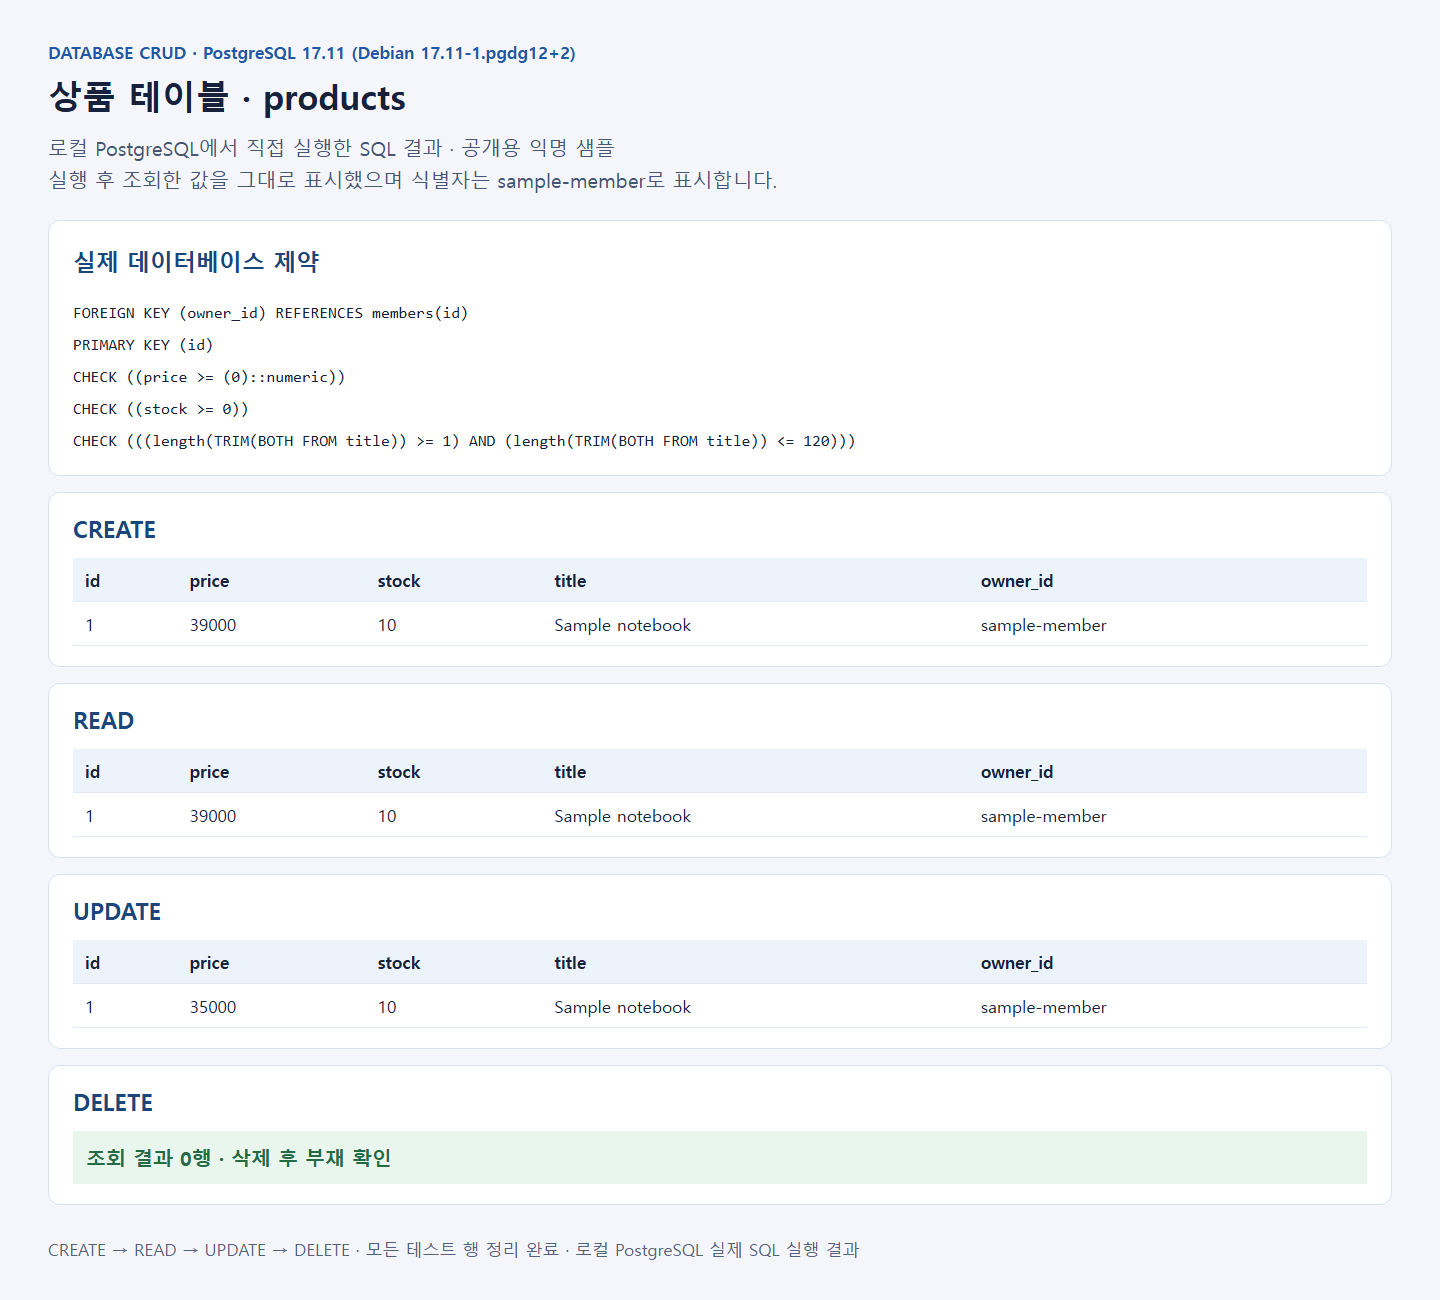 DATABASE CRUD · PostgreSQL 17.11 (Debian 17.11-1.pgdg12+2)
상품 테이블 · products
로컬 PostgreSQL에서 직접 실행한 SQL 결과 · 공개용 익명 샘플
실행 후 조회한 값을 그대로 표시했으며 식별자는 sample-member로 표시합니다.
실제 데이터베이스 제약
FOREIGN KEY (owner_id) REFERENCES members(id)
PRIMARY KEY (id)
CHECK ((price >= (0)::numeric))
CHECK ((stock >= 0))
CHECK (((length(TRIM(BOTH FROM title)) >= 1) AND (length(TRIM(BOTH FROM title)) <= 120)))
CREATE
id price stock title owner_id
1 39000 10 Sample notebook sample-member
READ
id price stock title owner_id
1 39000 10 Sample notebook sample-member
UPDATE
id price stock title owner_id
1 35000 10 Sample notebook sample-member
DELETE
조회 결과 0행 · 삭제 후 부재 확인
CREATE → READ → UPDATE → DELETE · 모든 테스트 행 정리 완료 · 로컬 PostgreSQL 실제 SQL 실행 결과